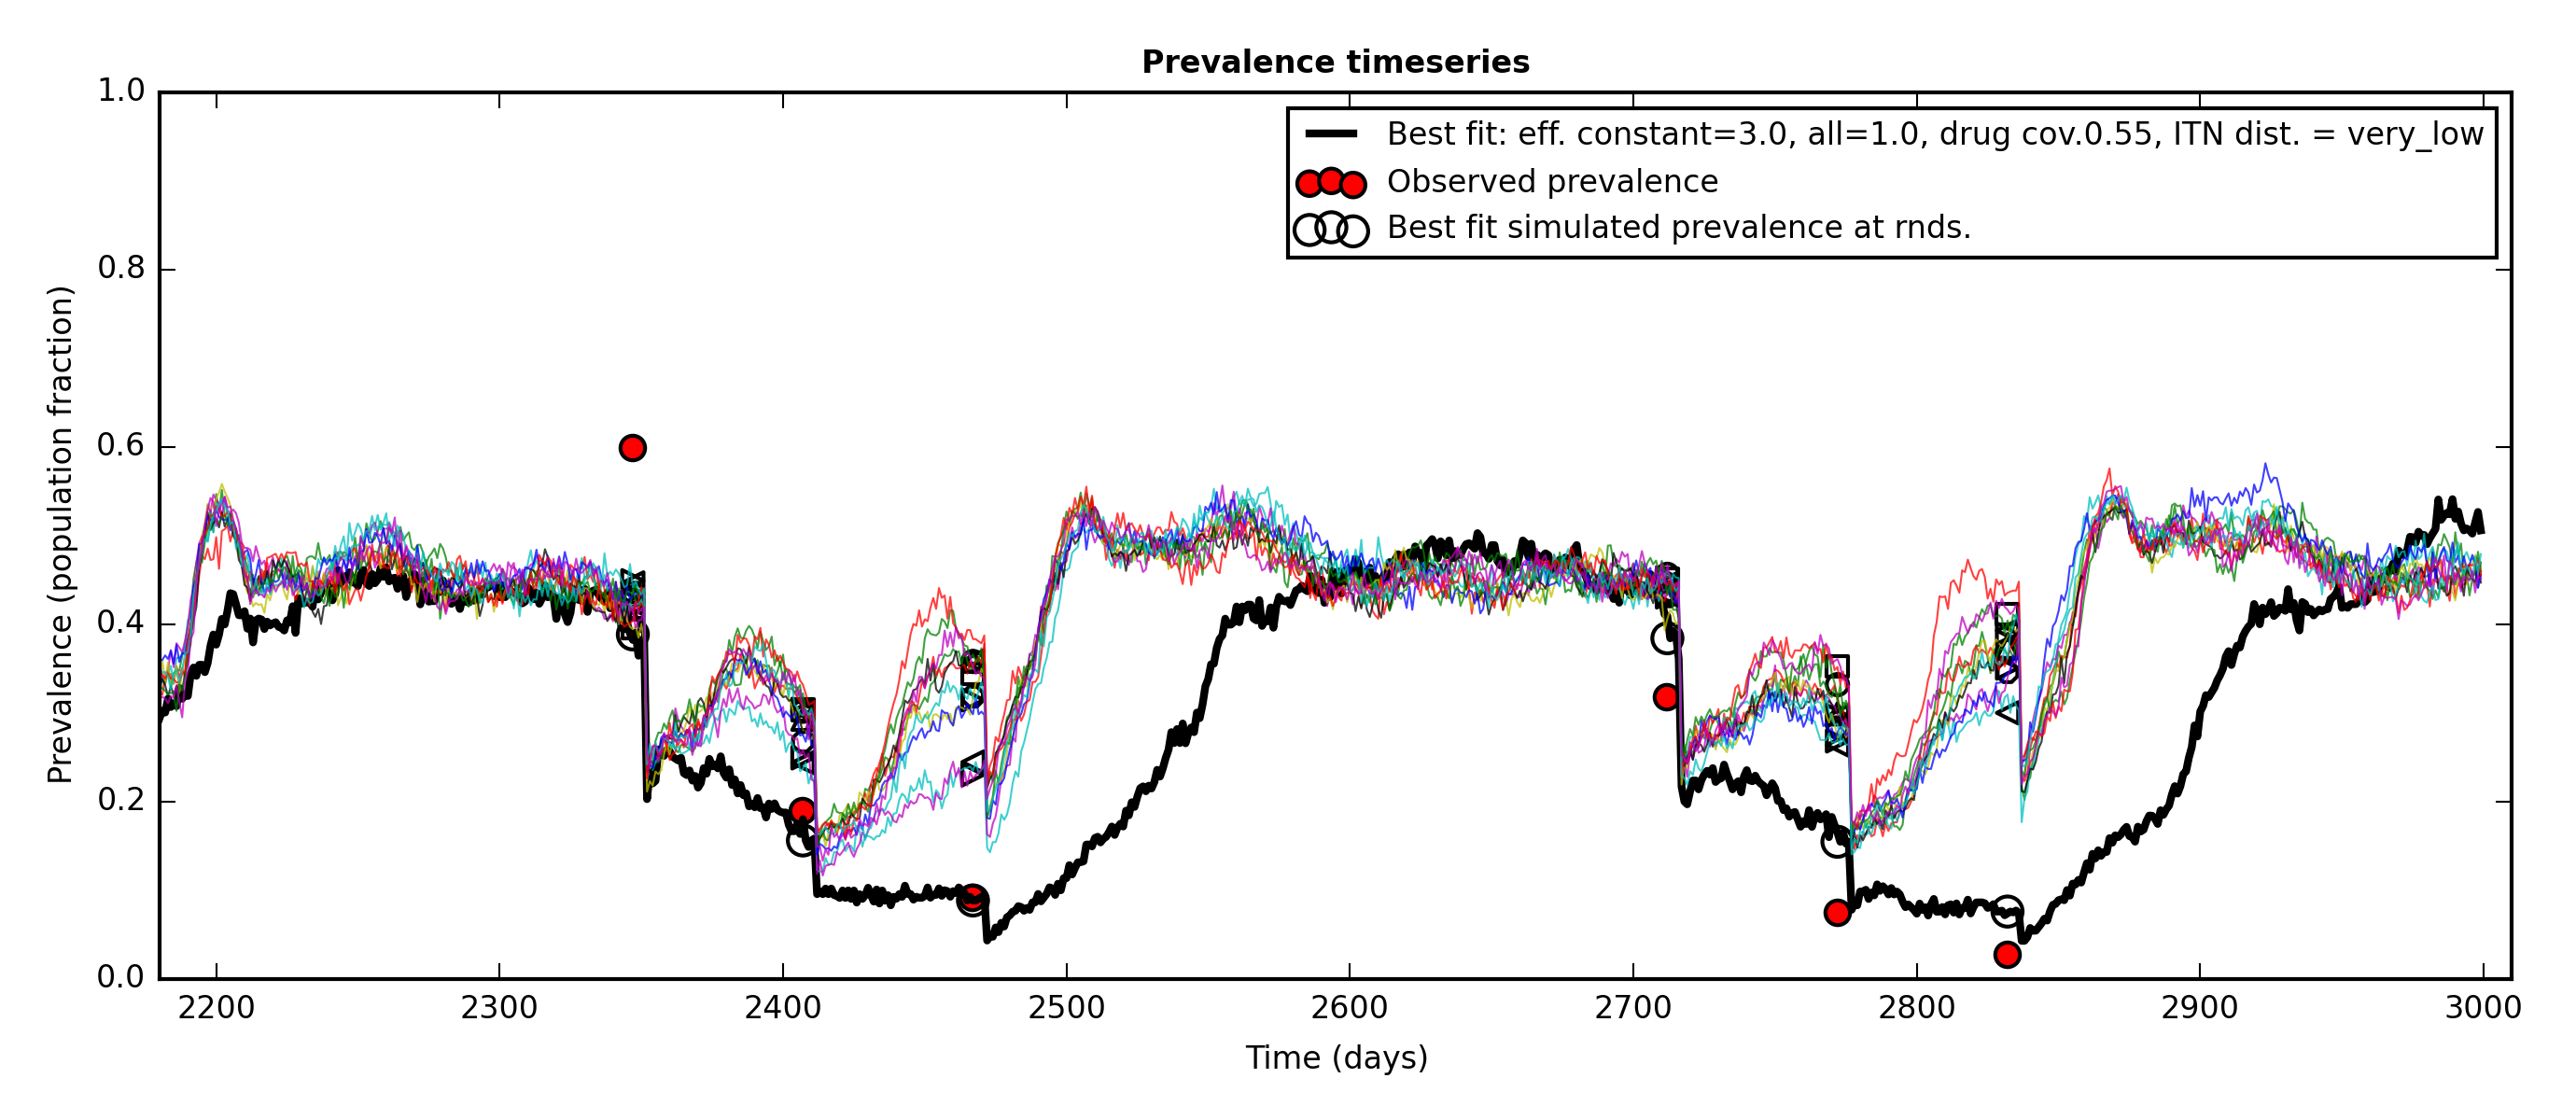 Prevalence timeseries
Best fit: eff. constant=3.0, all=1.0, drug cov.0.55, ITN dist. = very_low
Observed prevalence
Best fit simulated prevalence at rnds.
Prevalence (population fraction)
1.0
0.8
0.6
0.4
0.2
0.0
2200 2300 2400 2500 2600 2700 2800 2900 3000
Time (days)